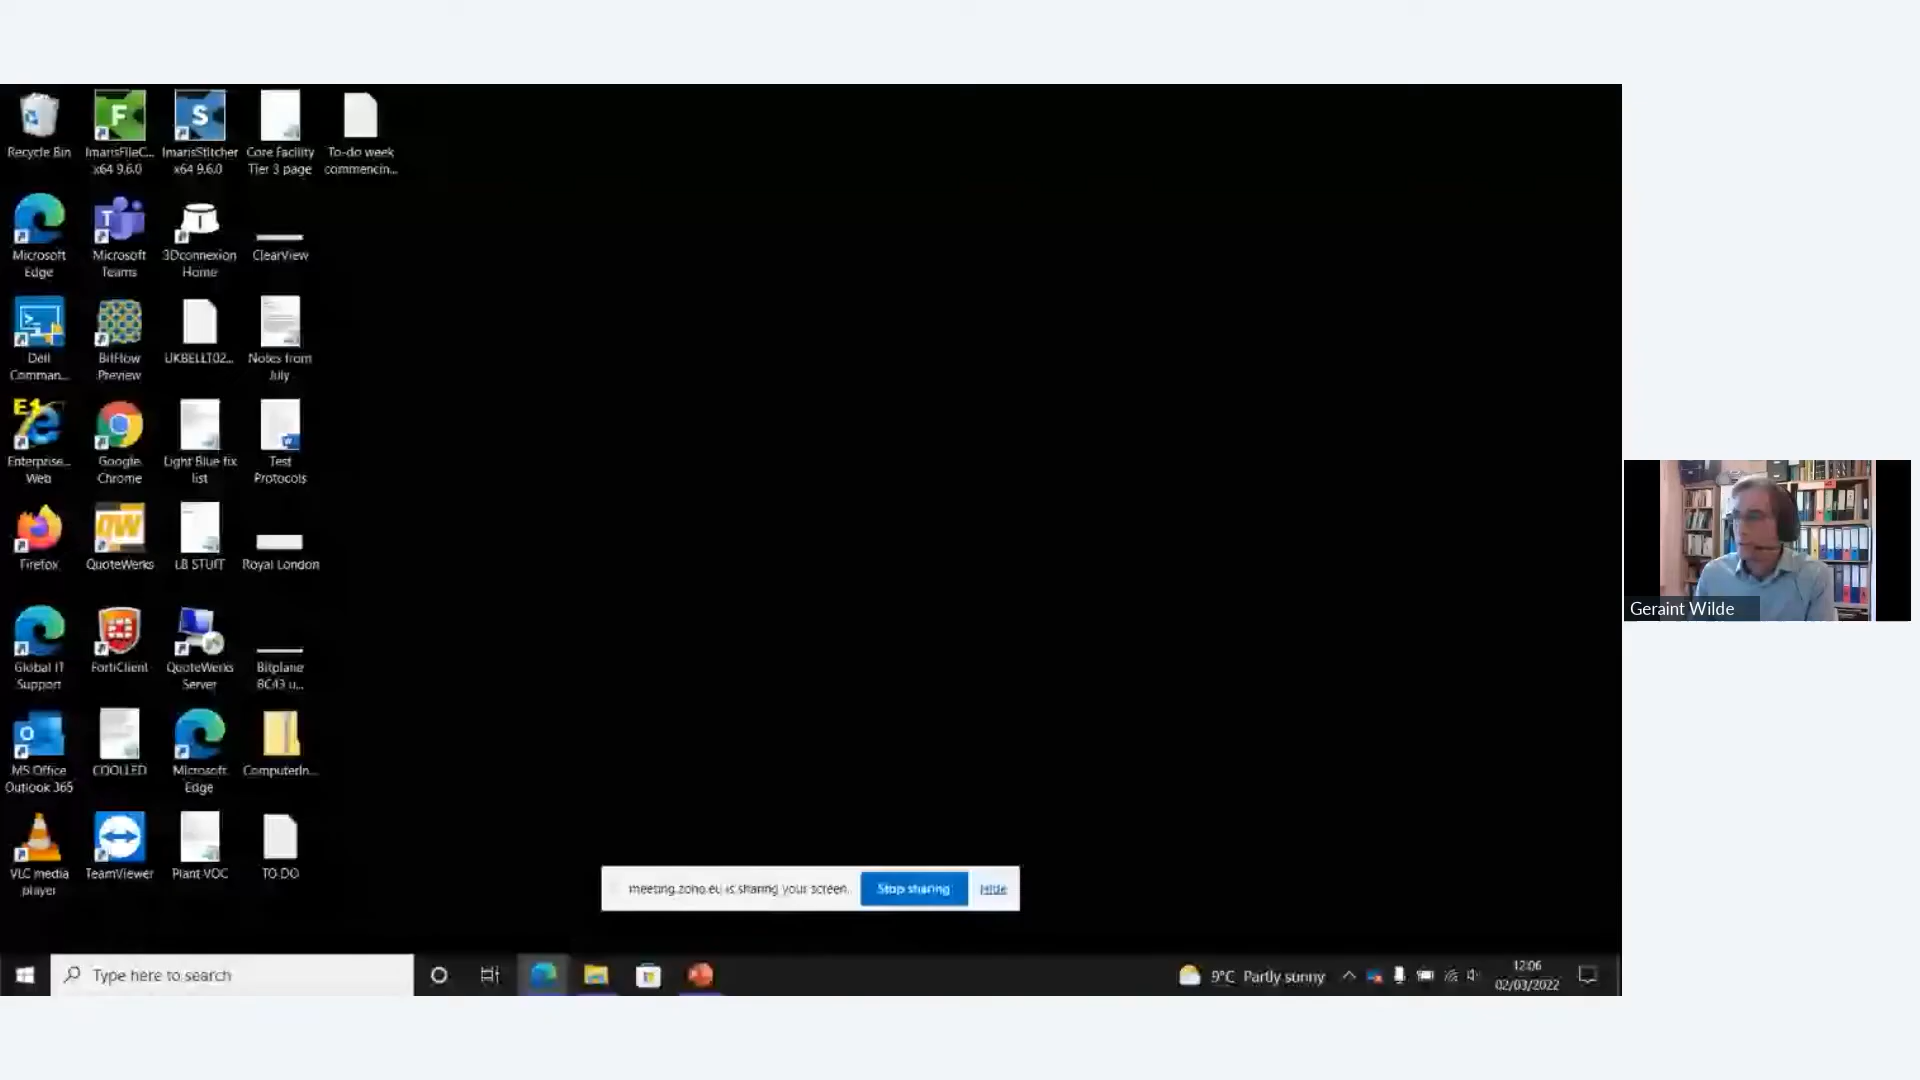 Recycle Bin
ImarisFileC...
x64 9.6.0
ImarisStitcher
x64 9.6.0
Core Facility
Tier 3 page
To-do week
commencin...
Microsoft
Edge
Microsoft
Teams
3Dconnexion
Home
ClearView
Dell
Comman...
BitFlow
Preview
UKBELLT02...
Notes from
July
E1
Enterprise...
Web
Google
Chrome
Light Blue fix
list
Test
Protocols
Firefox
QW
QuoteWerks
LB STUFF
Royal London
Global IT
Support
FortiClient
QuoteWerks
Server
Bitplane
BC43 u...
MS Office
Outlook 365
COOLLED
Microsoft
Edge
ComputerIn...
VLC media
player
TeamViewer
Plant VOC
TO DO
meeting.zoho.eu is sharing your screen.
Stop sharing
Hide
Type here to search
9°C Partly sunny
12:06
02/03/2022
Geraint Wilde